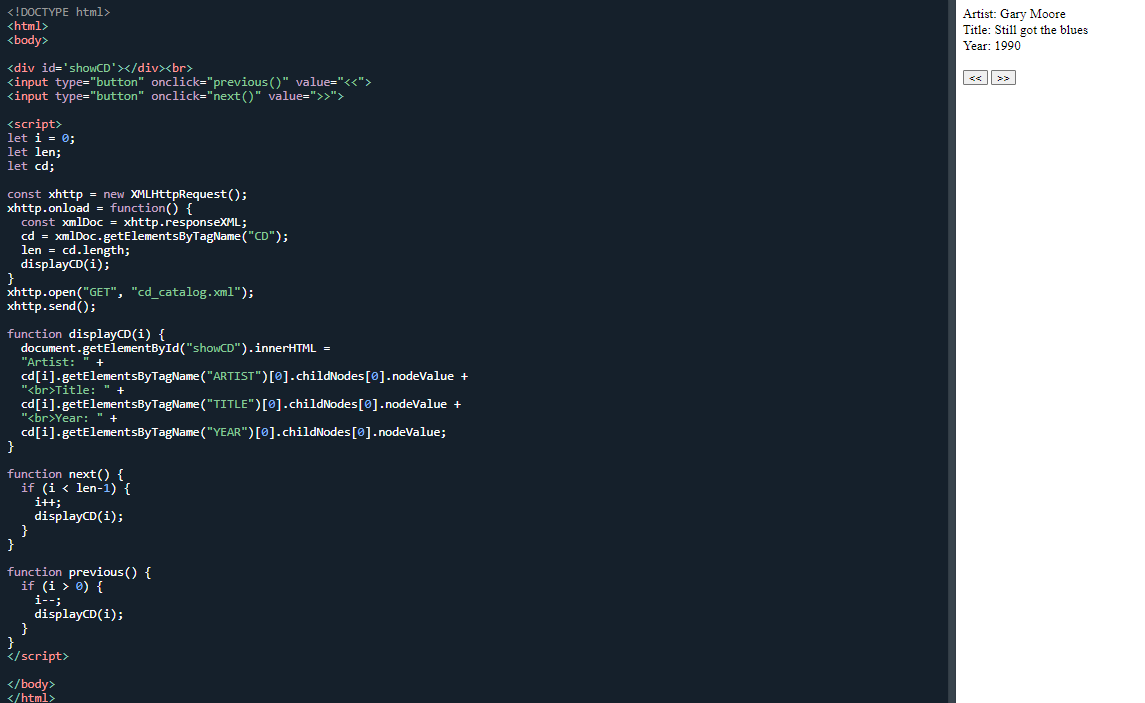 <!DOCTYPE html>
<html>
<body>

<div id='showCD'></div><br>
<input type="button" onclick="previous()" value="<<">
<input type="button" onclick="next()" value=">>">

<script>
let i = 0;
let len;
let cd;

const xhttp = new XMLHttpRequest();
xhttp.onload = function() {
  const xmlDoc = xhttp.responseXML;
  cd = xmlDoc.getElementsByTagName("CD");
  len = cd.length;
  displayCD(i);
}
xhttp.open("GET", "cd_catalog.xml");
xhttp.send();

function displayCD(i) {
  document.getElementById("showCD").innerHTML =
  "Artist: " +
  cd[i].getElementsByTagName("ARTIST")[0].childNodes[0].nodeValue +
  "<br>Title: " +
  cd[i].getElementsByTagName("TITLE")[0].childNodes[0].nodeValue +
  "<br>Year: " +
  cd[i].getElementsByTagName("YEAR")[0].childNodes[0].nodeValue;
}

function next() {
  if (i < len-1) {
    i++;
    displayCD(i);
  }
}

function previous() {
  if (i > 0) {
    i--;
    displayCD(i);
  }
}
</script>

</body>
</html>
Artist: Gary Moore
Title: Still got the blues
Year: 1990
<< >>